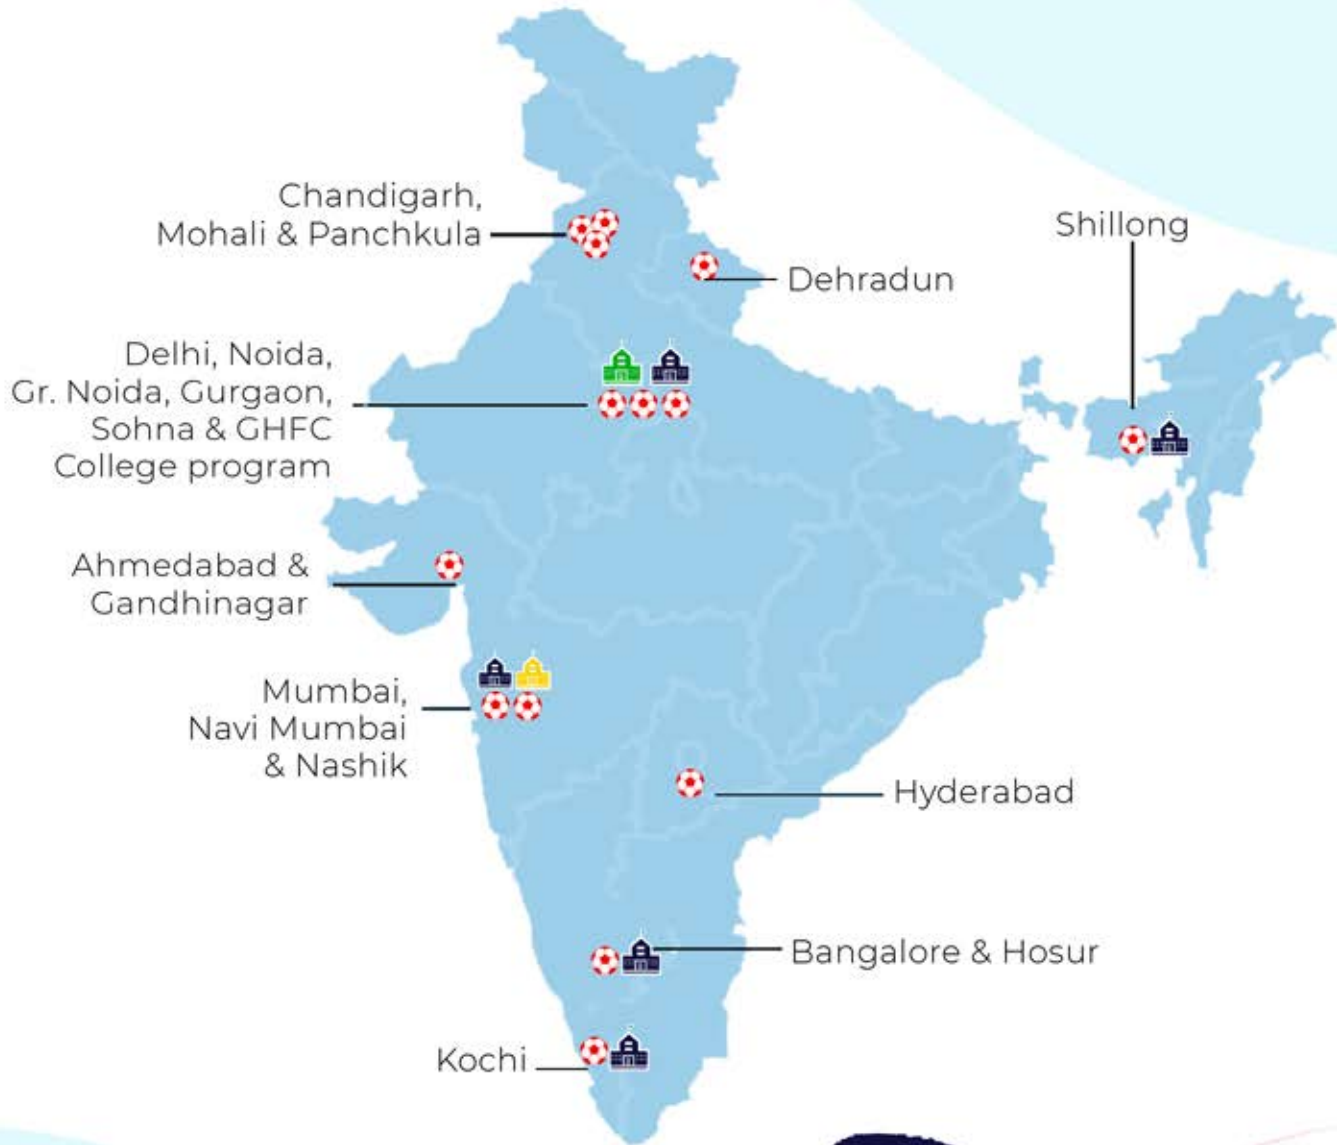 Chandigarh,
Mohali & Panchkula
Shillong
Dehradun
Delhi, Noida,
Gr. Noida, Gurgaon,
Sohna & GHFC
College program
Ahmedabad &
Gandhinagar
Mumbai,
Navi Mumbai
& Nashik
Hyderabad
Bangalore & Hosur
Kochi